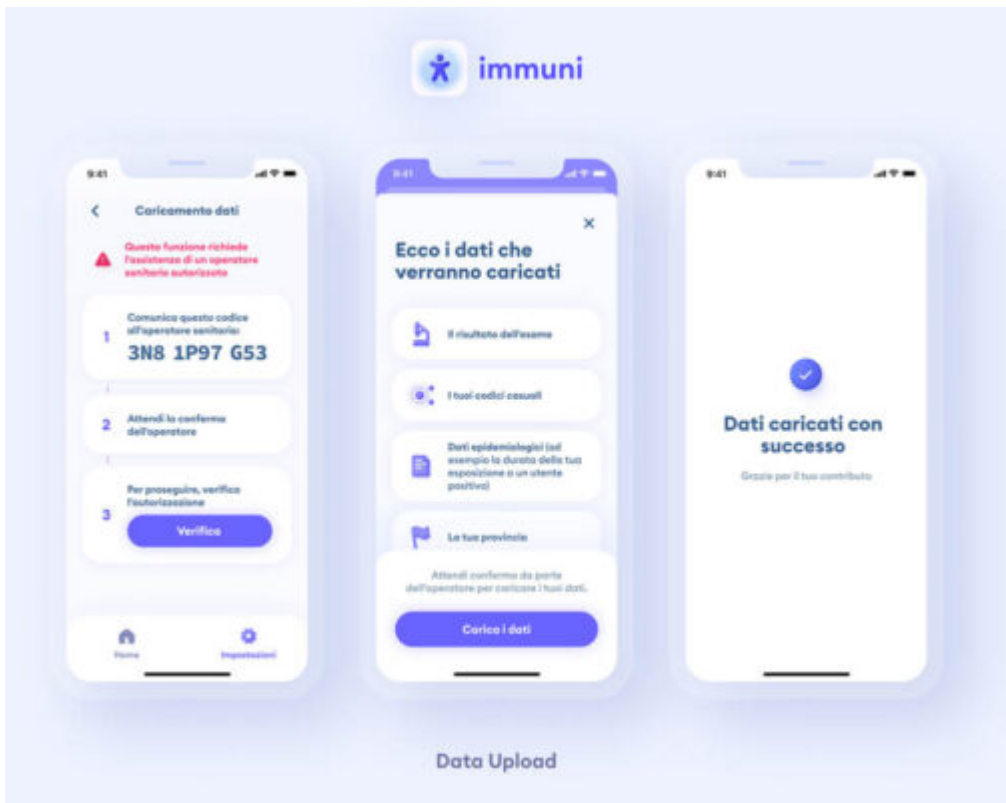 immuni
9:41
Caricamento dati
Questa funzione richiede
l'assistenza di un operatore
sanitario autorizzato
1
Comunica questo codice
all'operatore sanitario:
3N8 1P97 G53
2
Attendi la conferma
dell'operatore
3
Per proseguire, verifica
l'autorizzazione
Verifica
Home
Impostazioni
9:41
Ecco i dati che
verranno caricati
Il risultato dell'esame
I tuoi codici casuali
Dati epidemiologici (ad
esempio la durata della tua
esposizione a un utente
positivo)
La tua provincia
Attendi conferma da parte
dell'operatore per caricare i tuoi dati.
Carica i dati
9:41
Dati caricati con
successo
Grazie per il tuo contributo
Data Upload